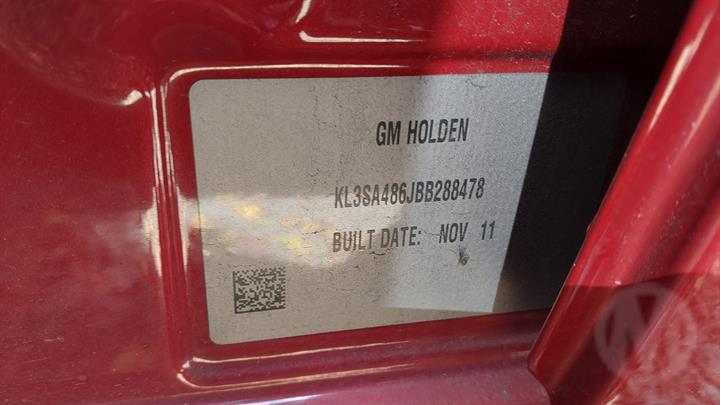 GM HOLDEN
KL3SA486JBB288478
BUILT DATE: NOV 11